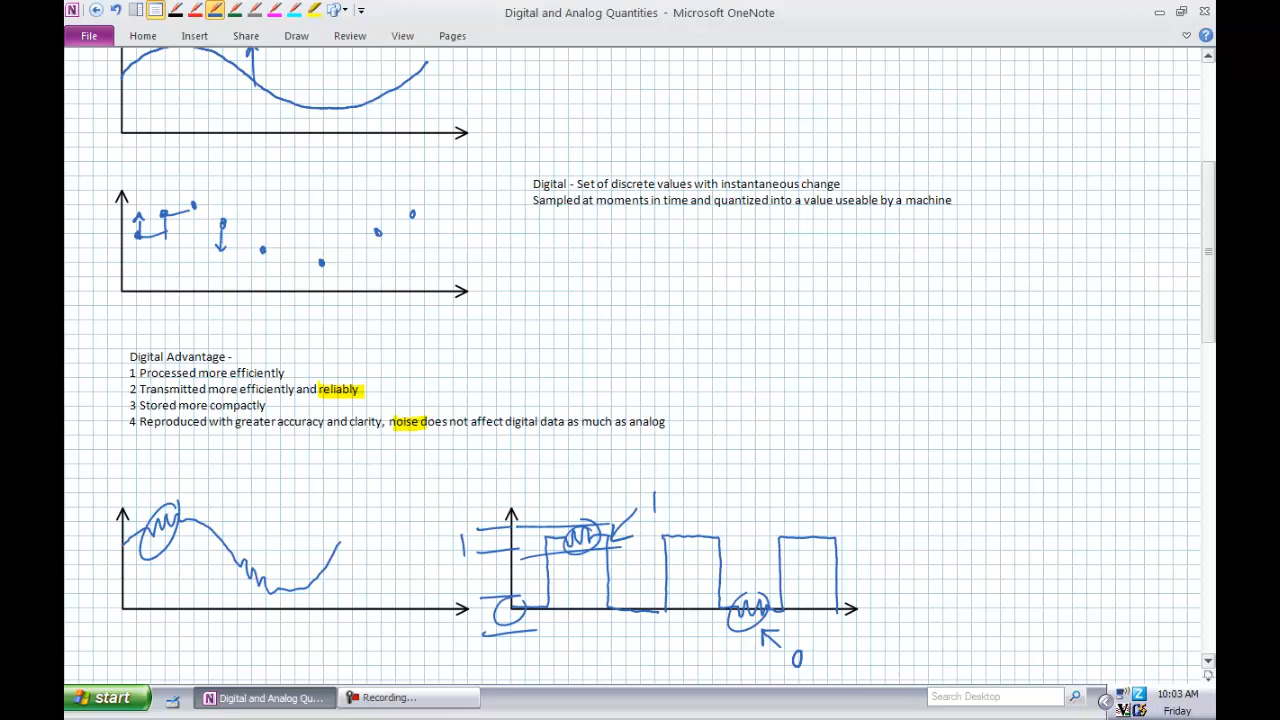 Digital and Analog Quantities - Microsoft OneNote
File Home Insert Share Draw Review View Pages
Digital - Set of discrete values with instantaneous change
Sampled at moments in time and quantized into a value useable by a machine
Digital Advantage -
1 Processed more efficiently
2 Transmitted more efficiently and reliably
3 Stored more compactly
4 Reproduced with greater accuracy and clarity, noise does not affect digital data as much as analog
1
1
0
0
start
Digital and Analog Qu...
Recording...
Search Desktop
10:03 AM
Friday